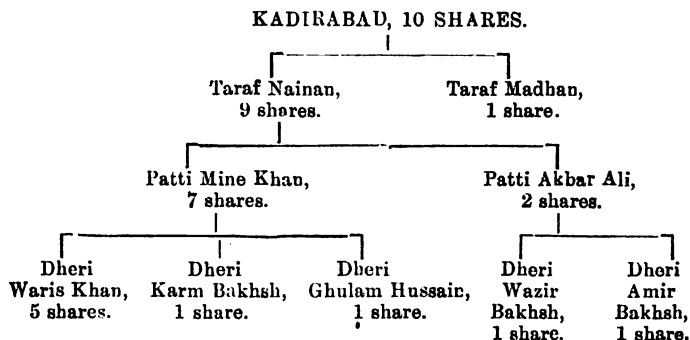 KADIRABAD, 10 SHARES.
Taraf Nainan,
9 shares.
Taraf Madhan,
1 share.
Patti Mine Khan,
7 shares.
Patti Akbar Ali,
2 shares.
Dheri
Waris Khan,
5 shares.
Dheri
Karm Bakhsh,
1 share.
Dheri
Ghulam Hussain,
1 share.
Dheri
Wazir
Bakhsh,
1 share.
Dheri
Amir
Bakhsh,
1 share.